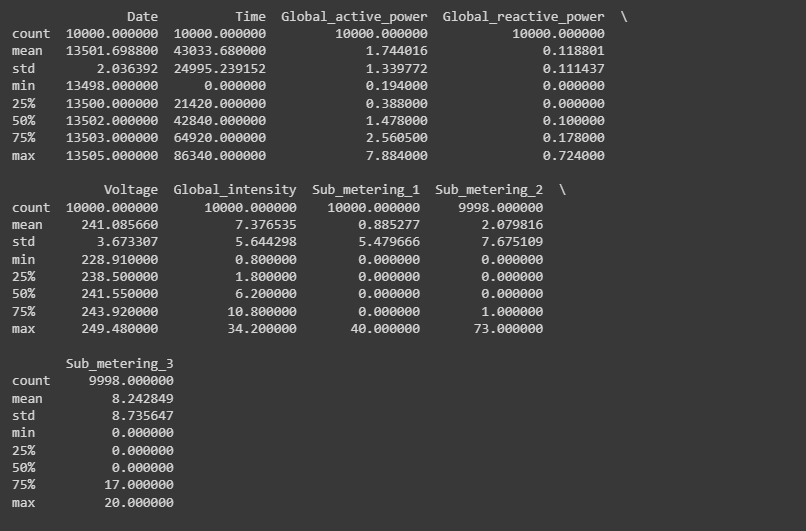 Date Time Global_active_power Global_reactive_power \
count 10000.000000 10000.000000 10000.000000 10000.000000
mean 13501.698800 43033.680000 1.744016 0.118801
std 2.036392 24995.239152 1.339772 0.111437
min 13498.000000 0.000000 0.194000 0.000000
25% 13500.000000 21420.000000 0.388000 0.000000
50% 13502.000000 42840.000000 1.478000 0.100000
75% 13503.000000 64920.000000 2.560500 0.178000
max 13505.000000 86340.000000 7.884000 0.724000
Voltage Global_intensity Sub_metering_1 Sub_metering_2 \
count 10000.000000 10000.000000 10000.000000 9998.000000
mean 241.085660 7.376535 0.885277 2.079816
std 3.673307 5.644298 5.479666 7.675109
min 228.910000 0.800000 0.000000 0.000000
25% 238.500000 1.800000 0.000000 0.000000
50% 241.550000 6.200000 0.000000 0.000000
75% 243.920000 10.800000 0.000000 1.000000
max 249.480000 34.200000 40.000000 73.000000
Sub_metering_3
count 9998.000000
mean 8.242849
std 8.735647
min 0.000000
25% 0.000000
50% 0.000000
75% 17.000000
max 20.000000